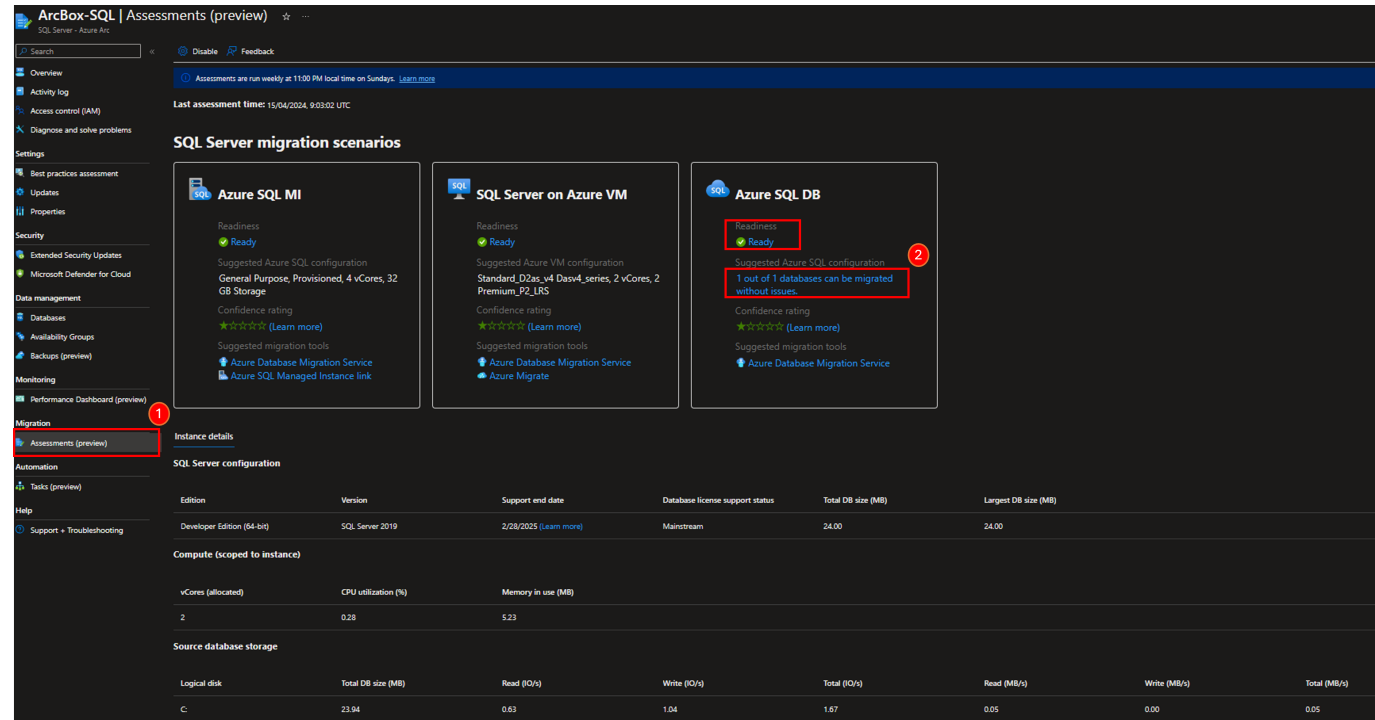 ArcBox-SQL | Assessments (preview)
SQL Server - Azure Arc
Search
Overview
Activity log
Access control (IAM)
Diagnose and solve problems
Settings
Best practices assessment
Updates
Properties
Security
Extended Security Updates
Microsoft Defender for Cloud
Data management
Databases
Availability Groups
Backups (preview)
Monitoring
Performance Dashboard (preview)
1
Migration
Assessments (preview)
Automation
Tasks (preview)
Help
Support + Troubleshooting
Disable Feedback
Assessments are run weekly at 11:00 PM local time on Sundays. Learn more
Last assessment time: 15/04/2024, 9:03:02 UTC
SQL Server migration scenarios
SQL Azure SQL MI
Readiness
Ready
Suggested Azure SQL configuration
General Purpose, Provisioned, 4 vCores, 32
GB Storage
Confidence rating
(Learn more)
Suggested migration tools
Azure Database Migration Service
Azure SQL Managed Instance link
SQL SQL Server on Azure VM
Readiness
Ready
Suggested Azure VM configuration
Standard_D2as_v4 Dasv4_series, 2 vCores, 2
Premium_P2_LRS
Confidence rating
(Learn more)
Suggested migration tools
Azure Database Migration Service
Azure Migrate
SQL Azure SQL DB
Readiness
Ready
2
Suggested Azure SQL configuration
1 out of 1 databases can be migrated
without issues.
Confidence rating
(Learn more)
Suggested migration tools
Azure Database Migration Service
Instance details
SQL Server configuration
Edition Version Support end date Database license support status Total DB size (MB) Largest DB size (MB)
Developer Edition (64-bit) SQL Server 2019 2/28/2025 (Learn more) Mainstream 24.00 24.00
Compute (scoped to instance)
vCores (allocated) CPU utilization (%) Memory in use (MB)
2 0.28 5.23
Source database storage
Logical disk Total DB size (MB) Read (IO/s) Write (IO/s) Total (IO/s) Read (MB/s) Write (MB/s) Total (MB/s)
C: 23.94 0.63 1.04 1.67 0.05 0.00 0.05